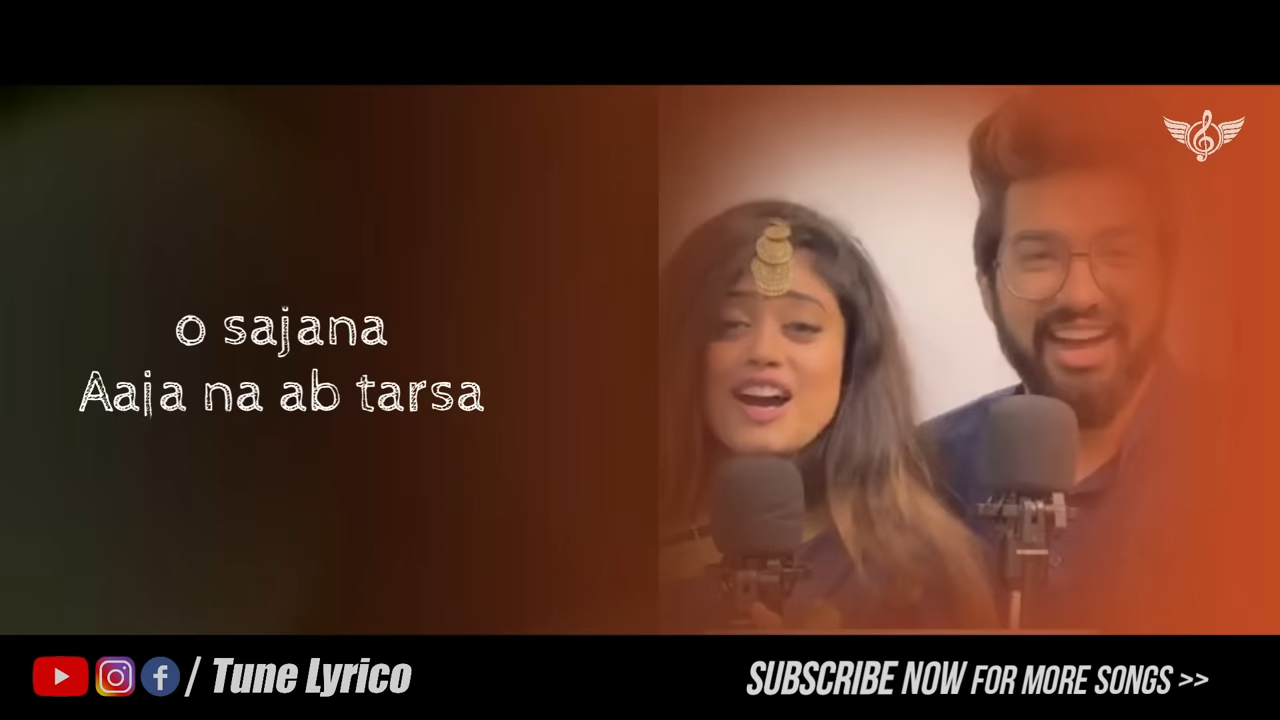 o sajana
Aaja na ab tarsa
/ Tune Lyrico
SUBSCRIBE NOW FOR MORE SONGS >>